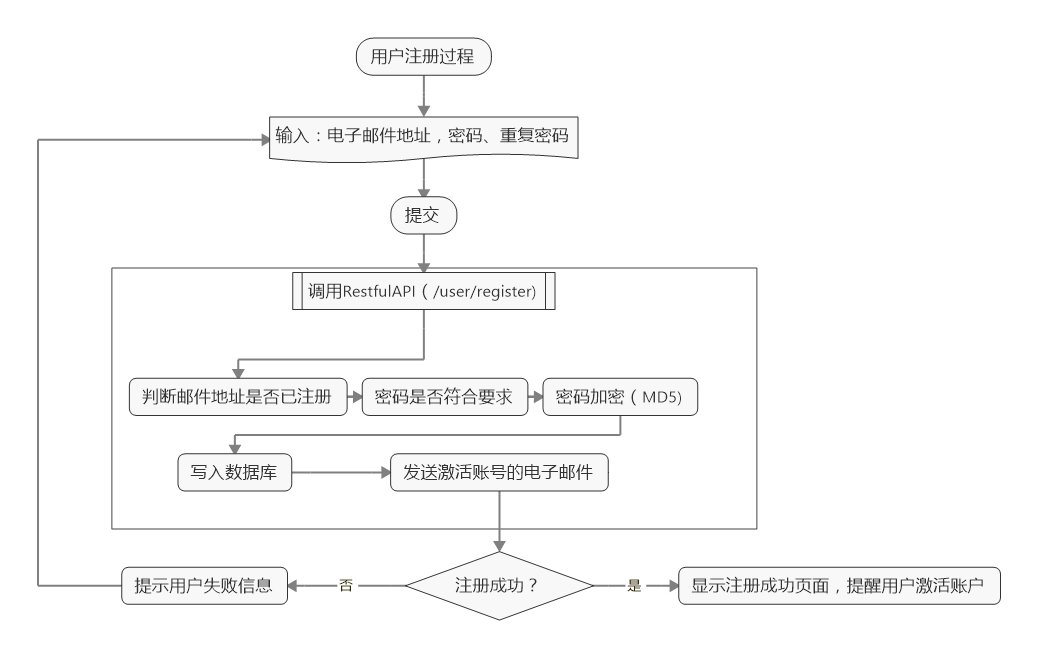 用户注册过程
输入：电子邮件地址，密码、重复密码
提交
调用RestfulAPI（/user/register)
判断邮件地址是否已注册
密码是否符合要求
密码加密（MD5)
写入数据库
发送激活账号的电子邮件
提示用户失败信息
否
注册成功？
是
显示注册成功页面，提醒用户激活账户